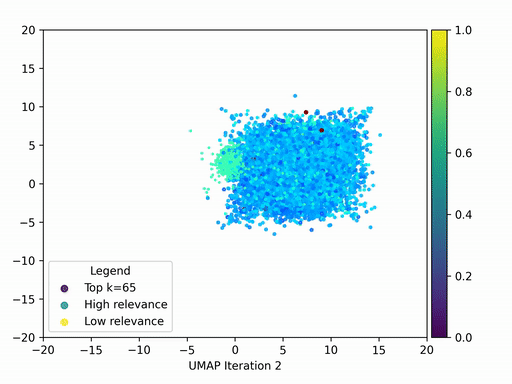 20
15
10
5
0
−5
−10
−15
−20
−20 −15 −10 −5 0 5 10 15 20
UMAP Iteration 2
Legend
Top k=65
High relevance
Low relevance
1.0
0.8
0.6
0.4
0.2
0.0